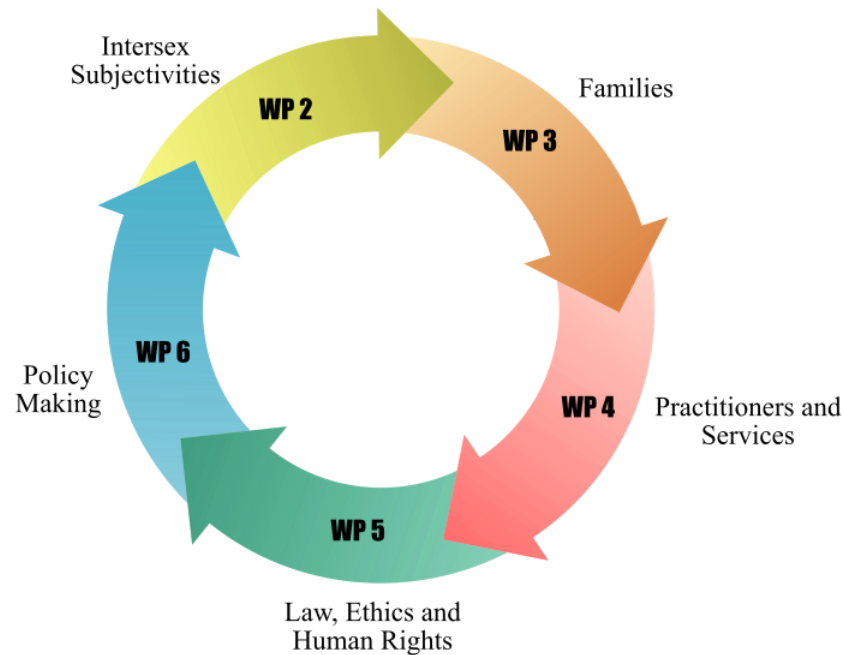 Intersex
Subjectivities
WP 2
Families
WP 3
WP 4
Practitioners and
Services
WP 5
Law, Ethics and
Human Rights
WP 6
Policy
Making